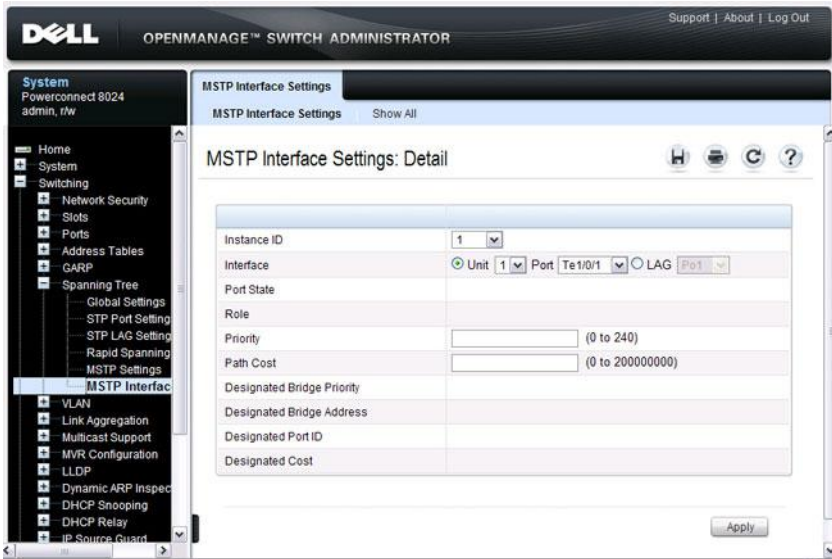 Support | About | Log Out
DELL OPENMANAGE™ SWITCH ADMINISTRATOR
System
Powerconnect 8024
admin, r/w
Home
System
Switching
Network Security
Slots
Ports
Address Tables
GARP
Spanning Tree
Global Settings
STP Port Setting
STP LAG Setting
Rapid Spanning
MSTP Settings
MSTP Interfac
VLAN
Link Aggregation
Multicast Support
MVR Configuration
LLDP
Dynamic ARP Inspec
DHCP Snooping
DHCP Relay
IP Source Guard
MSTP Interface Settings
MSTP Interface Settings Show All
MSTP Interface Settings: Detail
Instance ID 1
Interface Unit 1 Port Te1/0/1 LAG Po1
Port State
Role
Priority (0 to 240)
Path Cost (0 to 200000000)
Designated Bridge Priority
Designated Bridge Address
Designated Port ID
Designated Cost
Apply